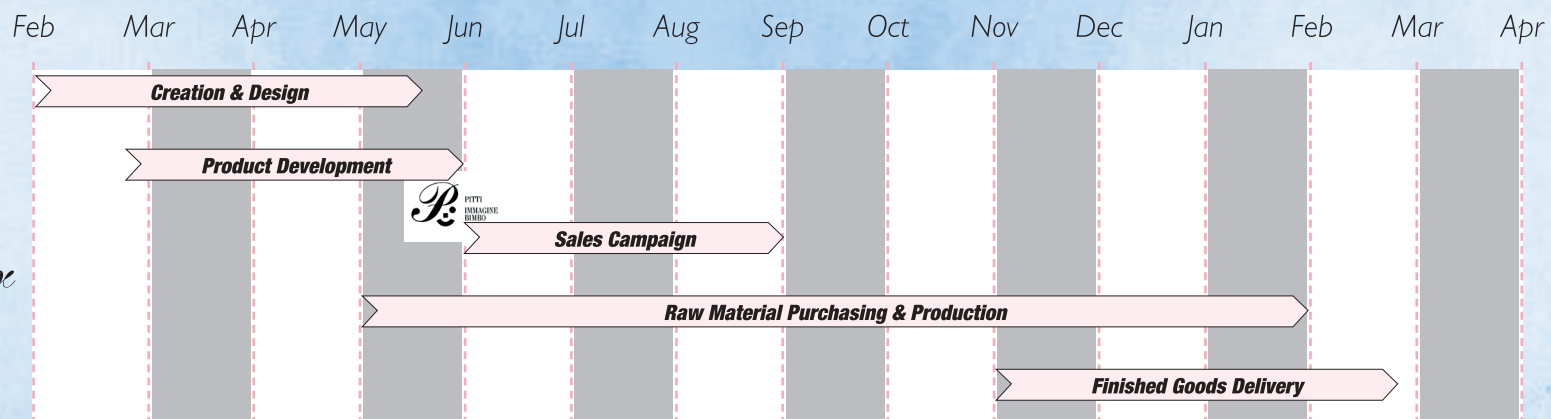 Feb Mar Apr May Jun Jul Aug Sep Oct Nov Dec Jan Feb Mar Apr
Creation & Design
Product Development
PITTI
IMMAGINE
BIMBO
Sales Campaign
Raw Material Purchasing & Production
Finished Goods Delivery